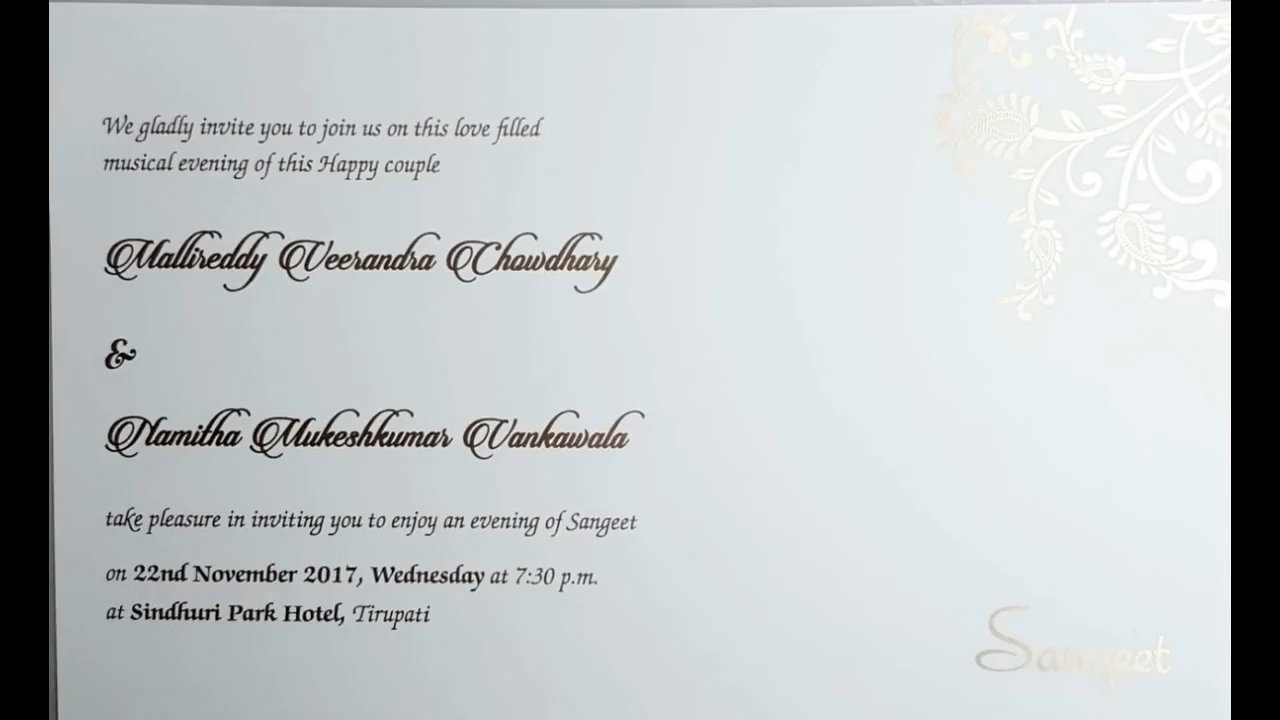 We gladly invite you to join us on this love filled
musical evening of this Happy couple
Mallireddy Veerandra Chowdhary
&
Namitha Mukeshkumar Vankawala
take pleasure in inviting you to enjoy an evening of Sangeet
on 22nd November 2017, Wednesday at 7:30 p.m.
at Sindhuri Park Hotel, Tirupati
Sangeet